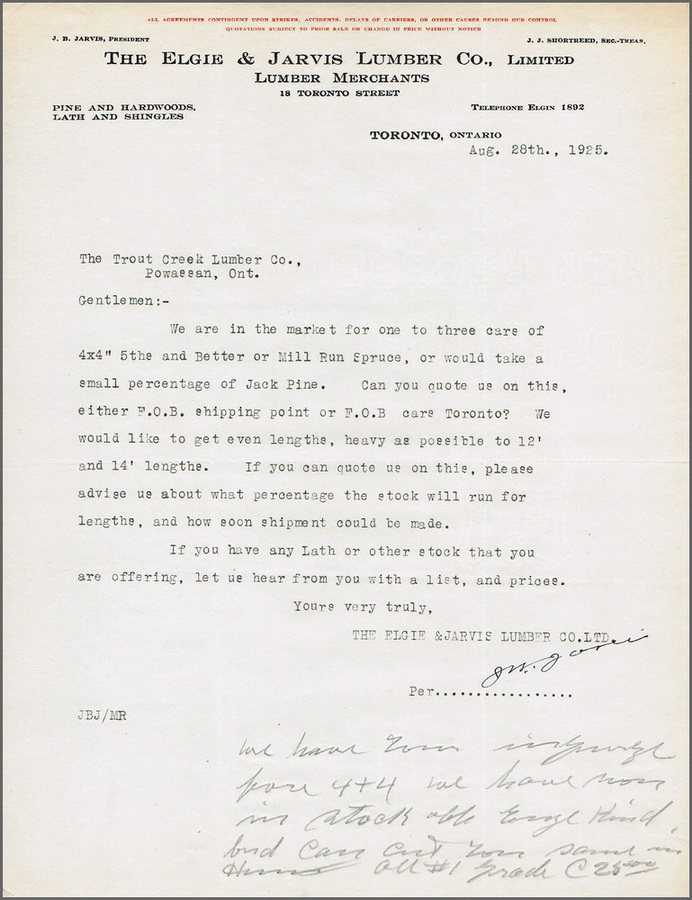 ALL AGREEMENTS CONTINGENT UPON STRIKES, ACCIDENTS, DELAYS OF CARRIERS, OR OTHER CAUSES BEYOND OUR CONTROL
QUOTATIONS SUBJECT TO PRIOR SALE OR CHANGE IN PRICE WITHOUT NOTICE
J. B. JARVIS, PRESIDENT
J. J. SHORTREED, SEC.-TREAS.
THE ELGIE & JARVIS LUMBER CO., LIMITED
LUMBER MERCHANTS
18 TORONTO STREET
PINE AND HARDWOODS,
LATH AND SHINGLES
TELEPHONE ELGIN 1892
TORONTO, ONTARIO
Aug. 28th., 1925.
The Trout Creek Lumber Co.,
Powassan, Ont.
Gentlemen:-
We are in the market for one to three cars of
4x4" 5ths and Better or Mill Run Spruce, or would take a
small percentage of Jack Pine. Can you quote us on this,
either F.O.B. shipping point or F.O.B cars Toronto? We
would like to get even lengths, heavy as possible to 12'
and 14' lengths. If you can quote us on this, please
advise us about what percentage the stock will run for
lengths, and how soon shipment could be made.
If you have any Lath or other stock that you
are offering, let us hear from you with a list, and prices.
Yours very truly,
THE ELGIE &JARVIS LUMBER CO.LTD.
Per.................
JBJ/MR
we have your
4+4 we have non
in stock Kind
can cut you same in
all #1 grade